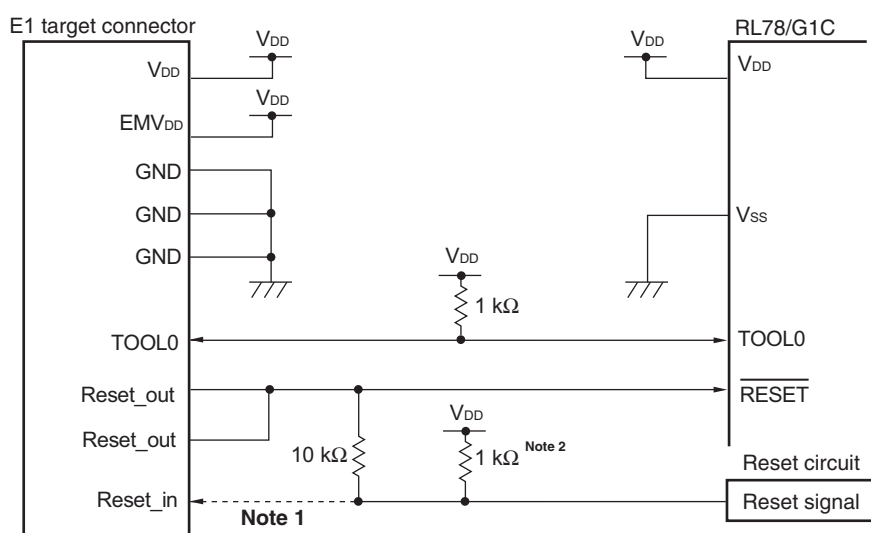 E1 target connector
RL78/G1C
VDD
VDD
VDD
VDD
EMVDD
VDD
GND
GND
GND
VSS
VDD
1 kΩ
TOOL0
TOOL0
Reset_out
RESET
Reset_out
VDD
10 kΩ
1 kΩ Note 2
Reset circuit
Reset_in
Note 1
Reset signal